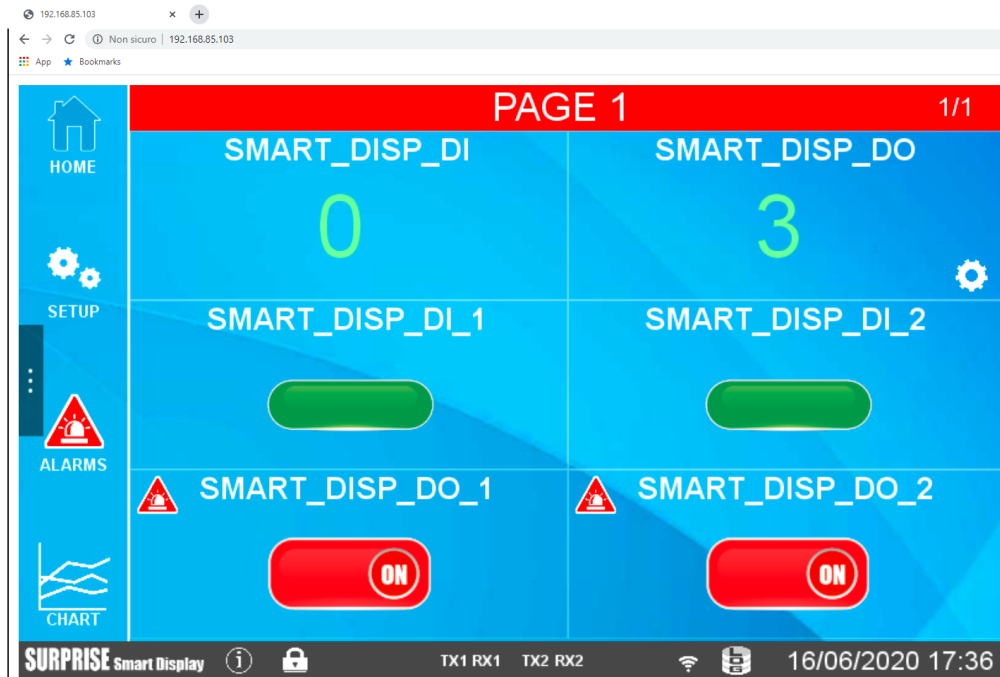 192.168.85.103
Non sicuro | 192.168.85.103
App Bookmarks
PAGE 1 1/1
HOME
SMART_DISP_DI SMART_DISP_DO
0 3
SETUP
SMART_DISP_DI_1 SMART_DISP_DI_2
ALARMS
SMART_DISP_DO_1 SMART_DISP_DO_2
ON ON
CHART
SURPRISE Smart Display i TX1 RX1 TX2 RX2 16/06/2020 17:36